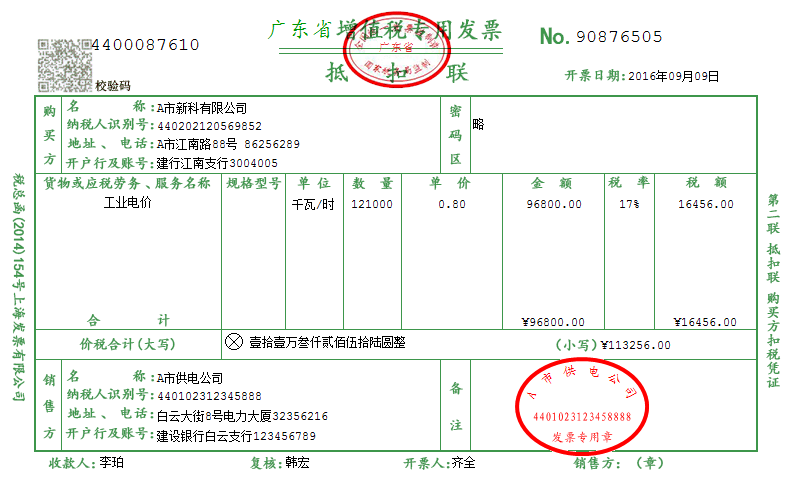 广东省增值税专用发票
4400087610
No. 90876505
广东省
国家税务局监制
抵 扣 联
校验码
开票日期:2016年09月09日
购买方
名 称:A市新科有限公司
纳税人识别号:440202120569852
地址、电话:A市江南路88号 86256289
开户行及账号:建行江南支行3004005
密码区
略
货物或应税劳务、服务名称 规格型号 单位 数量 单价 金额 税率 税额
工业电价 千瓦/时 121000 0.80 96800.00 17% 16456.00
合 计 ¥96800.00 ¥16456.00
价税合计(大写) 壹拾壹万叁仟贰佰伍拾陆圆整 (小写)¥113256.00
销售方
名 称:A市供电公司
纳税人识别号:440102312345888
地址、电话:白云大街8号电力大厦32356216
开户行及账号:建设银行白云支行123456789
备注
A市供电公司
4401023123458888
发票专用章
收款人:李珀 复核:韩宏 开票人:齐全 销售方:(章)
税总函(2014)154号上海发票有限公司
第二联 抵扣联 购买方扣税凭证